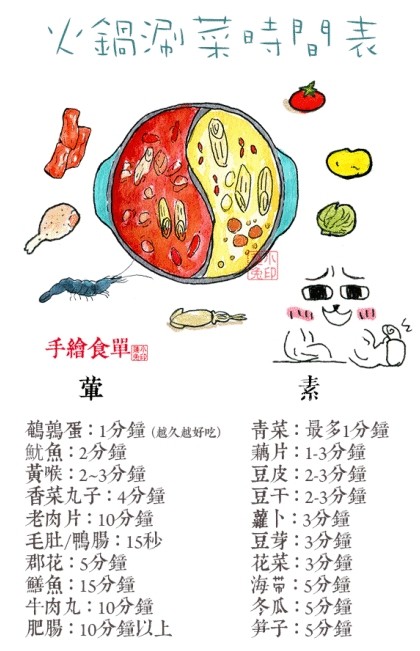 火鍋涮菜時間表
手繪食單
葷
鵪鶉蛋：1分鐘（越久越好吃）
魷魚：2分鐘
黃喉：2~3分鐘
香菜丸子：4分鐘
老肉片：10分鐘
毛肚/鴨腸：15秒
郡花：5分鐘
鱔魚：15分鐘
牛肉丸：10分鐘
肥腸：10分鐘以上
素
青菜：最多1分鐘
藕片：1-3分鐘
豆皮：2-3分鐘
豆干：2-3分鐘
蘿卜：3分鐘
豆芽：3分鐘
花菜：3分鐘
海帶：5分鐘
冬瓜：5分鐘
笋子：5分鐘